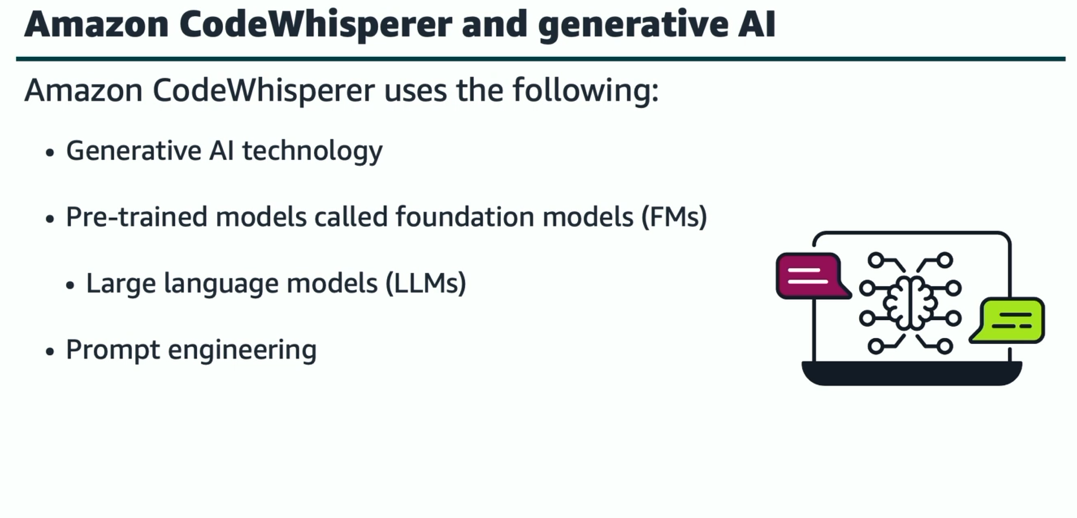 Amazon CodeWhisperer and generative AI
Amazon CodeWhisperer uses the following:
• Generative AI technology
• Pre-trained models called foundation models (FMs)
• Large language models (LLMs)
• Prompt engineering